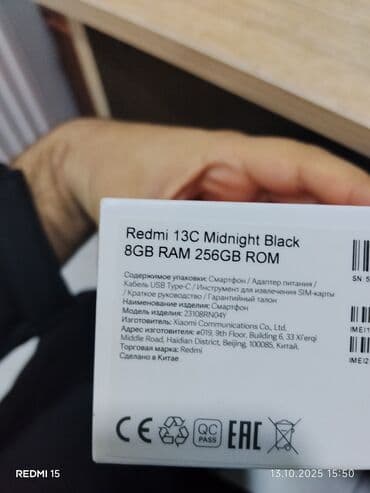 Redmi 13C Midnight Black
8GB RAM 256GB ROM
Содержимое упаковки: Смартфон / Адаптер питания /
Кабель USB Type-C / Инструмент для извлечения SIM-карты
/ Краткое руководство / Гарантийный талон
Наименование изделия: Смартфон
Модель изделия: 23108RN04Y
Изготовитель: Xiaomi Communications Co., Ltd.
Адрес изготовителя: #019, 9th Floor, Building 6, 33 Xi'erqi
Middle Road, Haidian District, Beijing, 100085, Китай.
Торговая марка: Redmi
Сделано в Китае
SN: 5
IMEI1
IMEI2
CE
QC
PASS
EAC
REDMI 15
13.10.2025 15:50